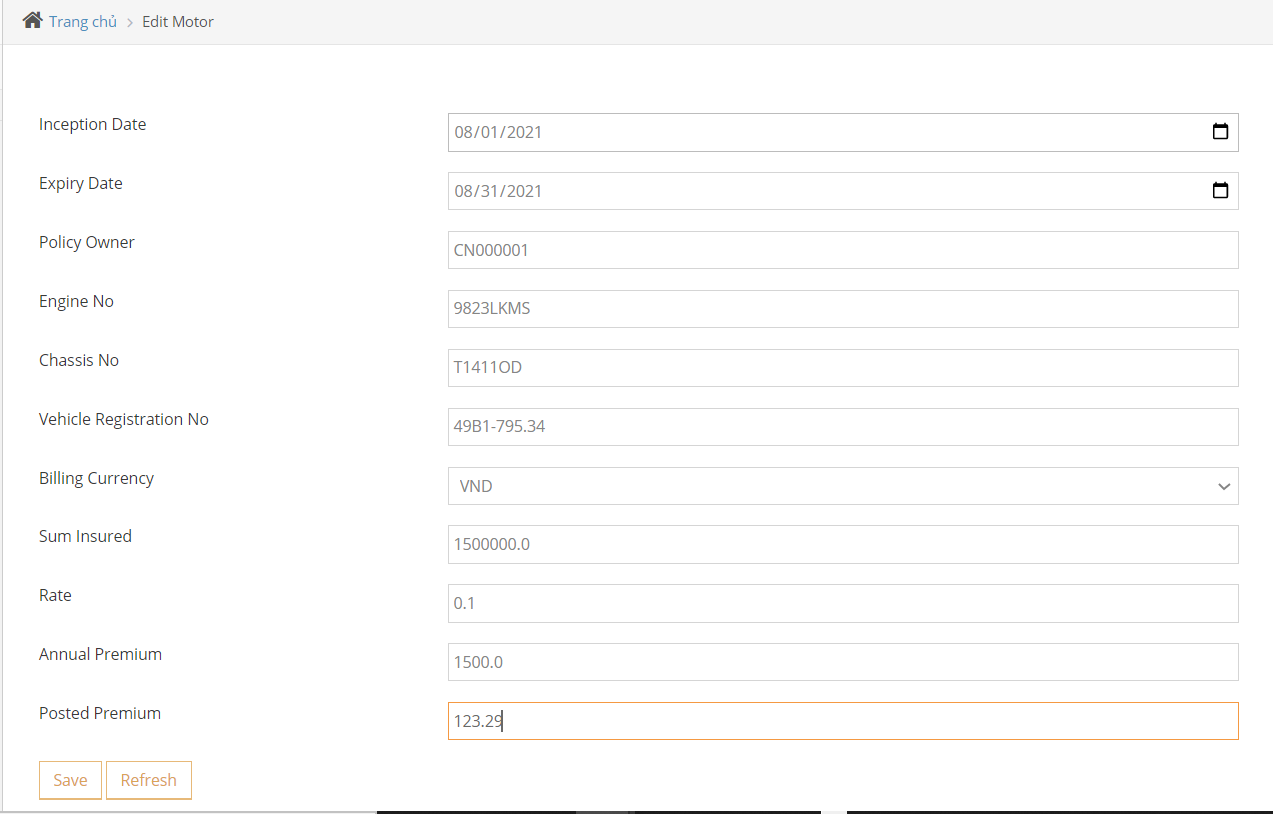 Trang chủ > Edit Motor
Inception Date 08/01/2021
Expiry Date 08/31/2021
Policy Owner CN000001
Engine No 9823LKMS
Chassis No T1411OD
Vehicle Registration No 49B1-795.34
Billing Currency VND
Sum Insured 1500000.0
Rate 0.1
Annual Premium 1500.0
Posted Premium 123.29
Save Refresh